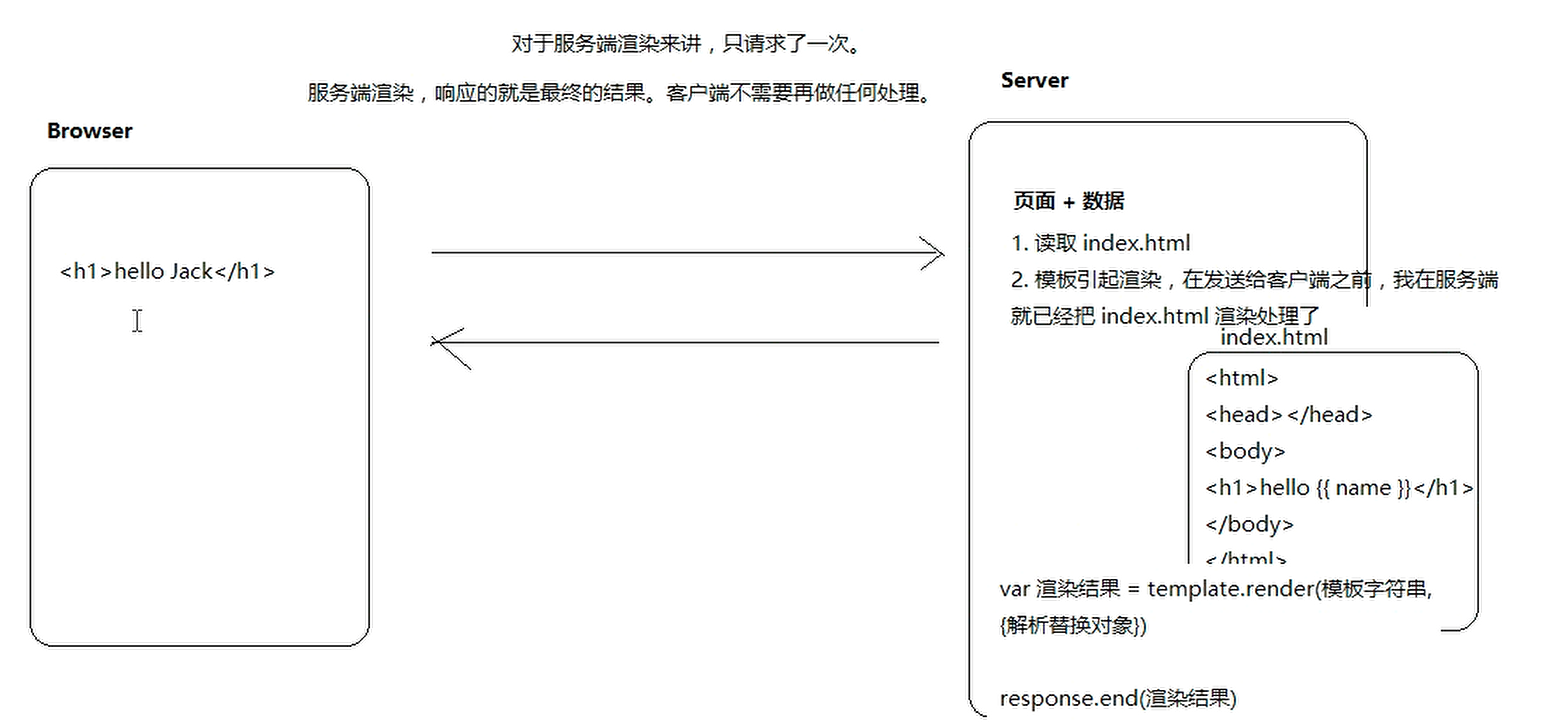 对于服务端渲染来讲，只请求了一次。
服务端渲染，响应的就是最终的结果。客户端不需要再做任何处理。
Server
Browser
<h1>hello Jack</h1>
页面 + 数据
1. 读取 index.html
2. 模板引起渲染，在发送给客户端之前，我在服务端
就已经把 index.html 渲染处理了
index.html
<html>
<head></head>
<body>
<h1>hello {{ name }}</h1>
</body>
</html>
var 渲染结果 = template.render(模板字符串,
{解析替换对象})
response.end(渲染结果)